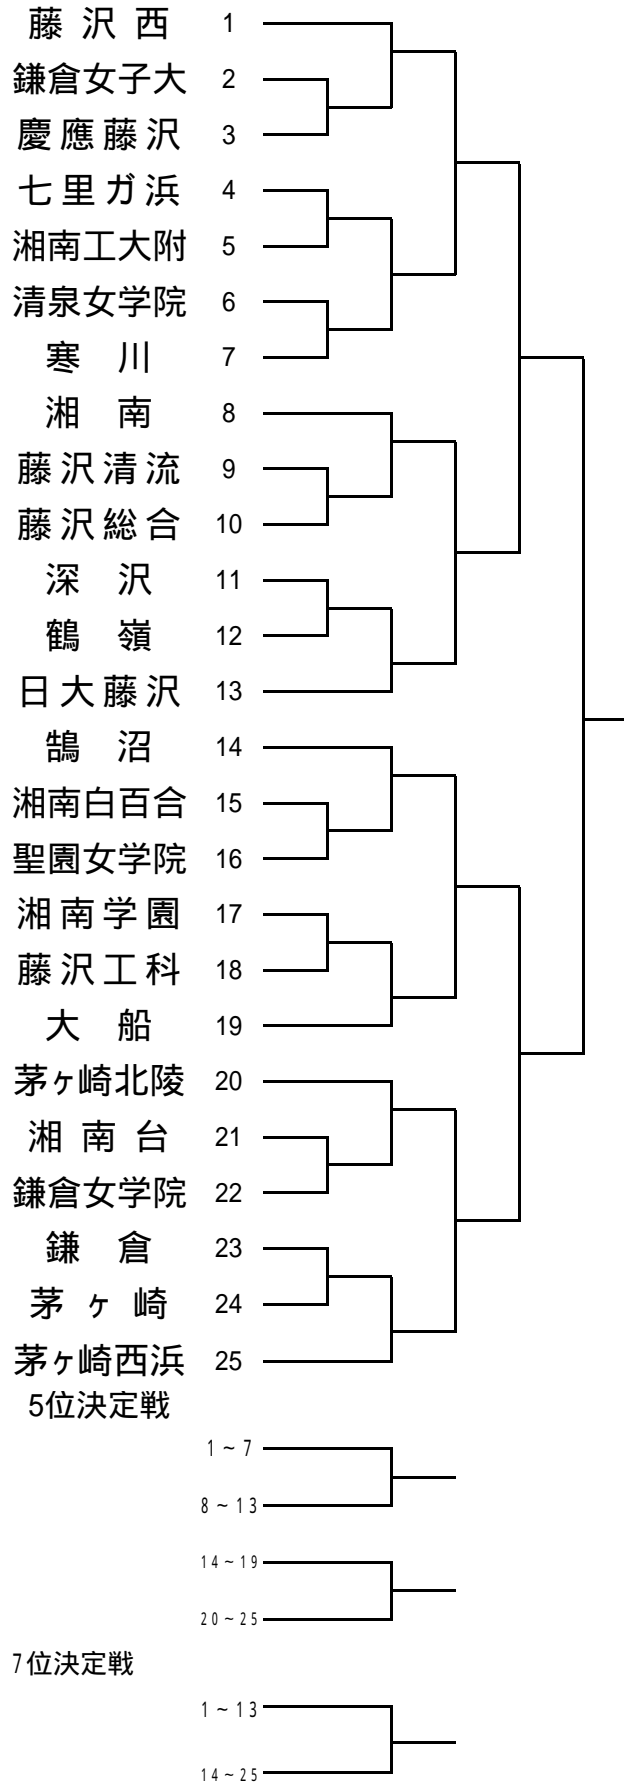 藤沢西 1
鎌倉女子大 2
慶應藤沢 3
七里ガ浜 4
湘南工大附 5
清泉女学院 6
寒川 7
湘南 8
藤沢清流 9
藤沢総合 10
深沢 11
鶴嶺 12
日大藤沢 13
鵠沼 14
湘南白百合 15
聖園女学院 16
湘南学園 17
藤沢工科 18
大船 19
茅ヶ崎北陵 20
湘南台 21
鎌倉女学院 22
鎌倉 23
茅ヶ崎 24
茅ヶ崎西浜 25
5位決定戦
1～7
8～13
14～19
20～25
7位決定戦
1～13
14～25